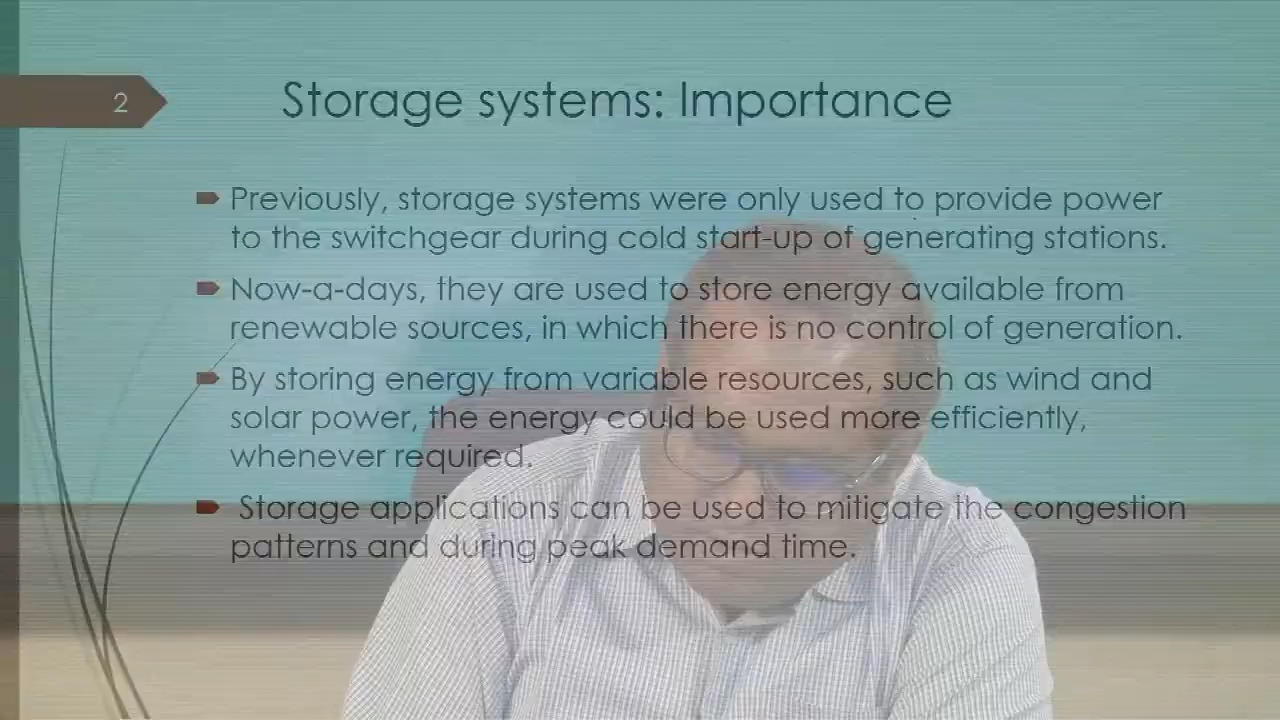 2
Storage systems: Importance
Previously, storage systems were only used to provide power
to the switchgear during cold start-up of generating stations.
Now-a-days, they are used to store energy available from
renewable sources, in which there is no control of generation.
By storing energy from variable resources, such as wind and
solar power, the energy could be used more efficiently,
whenever required.
Storage applications can be used to mitigate the congestion
patterns and during peak demand time.